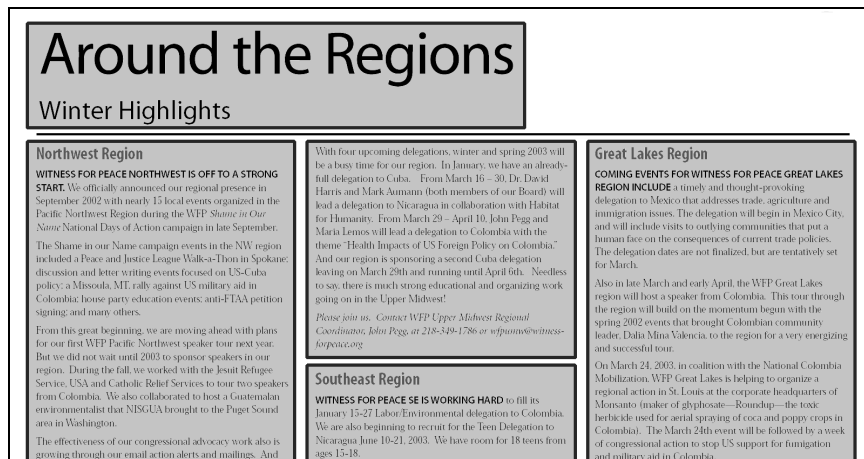 Around the Regions
Winter Highlights
Northwest Region
WITNESS FOR PEACE NORTHWEST IS OFF TO A STRONG
START. We officially announced our regional presence in
September 2002 with nearly 15 local events organized in the
Pacific Northwest Region during the WFP Shame in Our
Name National Days of Action campaign in late September.
The Shame in our Name campaign events in the NW region
included a Peace and Justice League Walk-a-Thon in Spokane;
discussion and letter writing events focused on US-Cuba
policy; a Missoula, MT, rally against US military aid in
Colombia; house party education events; anti-FTAA petition
signing; and many others.
From this great beginning, we are moving ahead with plans
for our first WFP Pacific Northwest speaker tour next year.
But we did not wait until 2003 to sponsor speakers in our
region. During the fall, we worked with the Jesuit Refugee
Service, USA and Catholic Relief Services to tour two speakers
from Colombia. We also collaborated to host a Guatemalan
environmentalist that NISGUA brought to the Puget Sound
area in Washington.
The effectiveness of our congressional advocacy work also is
growing through our email action alerts and mailings. And
With four upcoming delegations, winter and spring 2003 will
be a busy time for our region. In January, we have an already-
full delegation to Cuba. From March 16 – 30, Dr. David
Harris and Mark Aumann (both members of our Board) will
lead a delegation to Nicaragua in collaboration with Habitat
for Humanity. From March 29 – April 10, John Pegg and
Maria Lemos will lead a delegation to Colombia with the
theme "Health Impacts of US Foreign Policy on Colombia."
And our region is sponsoring a second Cuba delegation
leaving on March 29th and running until April 6th. Needless
to say, there is much strong educational and organizing work
going on in the Upper Midwest!
Please join us. Contact WFP Upper Midwest Regional
Coordinator, John Pegg, at 218-349-1786 or wfpumw@witness-
forpeace.org
Southeast Region
WITNESS FOR PEACE SE IS WORKING HARD to fill its
January 15-27 Labor/Environmental delegation to Colombia.
We are also beginning to recruit for the Teen Delegation to
Nicaragua June 10-21, 2003. We have room for 18 teens from
ages 15-18.
Great Lakes Region
COMING EVENTS FOR WITNESS FOR PEACE GREAT LAKES
REGION INCLUDE a timely and thought-provoking
delegation to Mexico that addresses trade, agriculture and
immigration issues. The delegation will begin in Mexico City,
and will include visits to outlying communities that put a
human face on the consequences of current trade policies.
The delegation dates are not finalized, but are tentatively set
for March.
Also in late March and early April, the WFP Great Lakes
region will host a speaker from Colombia. This tour through
the region will build on the momentum begun with the
spring 2002 events that brought Colombian community
leader, Dalia Mina Valencia, to the region for a very energizing
and successful tour.
On March 24, 2003, in coalition with the National Colombia
Mobilization, WFP Great Lakes is helping to organize a
regional action in St. Louis at the corporate headquarters of
Monsanto (maker of glyphosate—Roundup—the toxic
herbicide used for aerial spraying of coca and poppy crops in
Colombia). The March 24th event will be followed by a week
of congressional action to stop US support for fumigation
and military aid in Colombia.